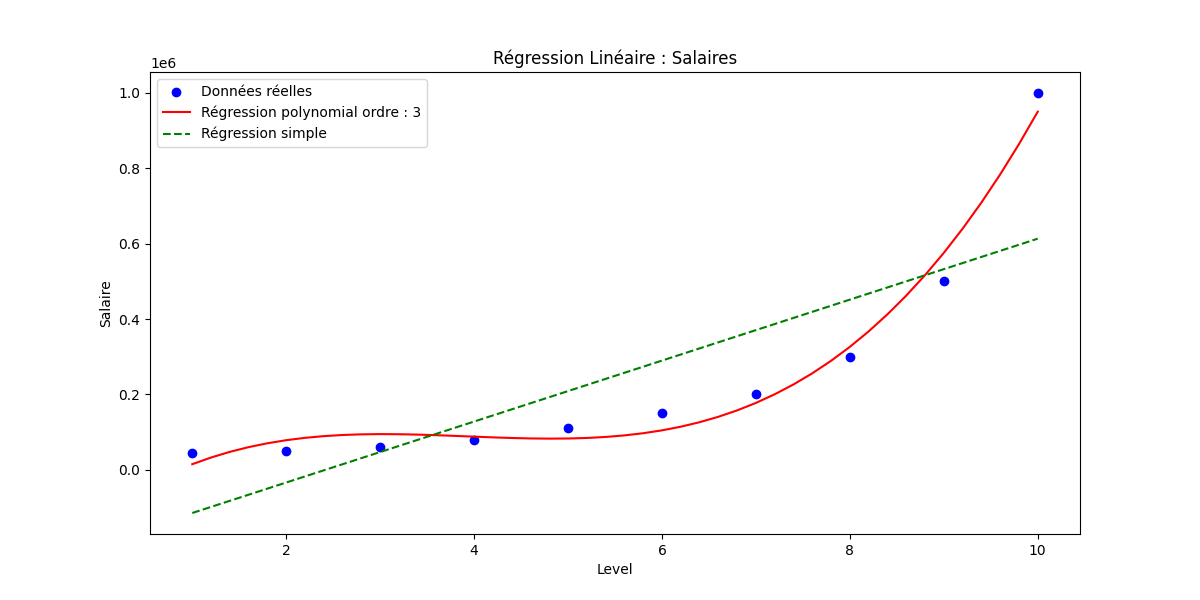 Régression Linéaire : Salaires
1e6
Données réelles
Régression polynomial ordre : 3
Régression simple
1.0
0.8
0.6
0.4
0.2
0.0
Salaire
2 4 6 8 10
Level